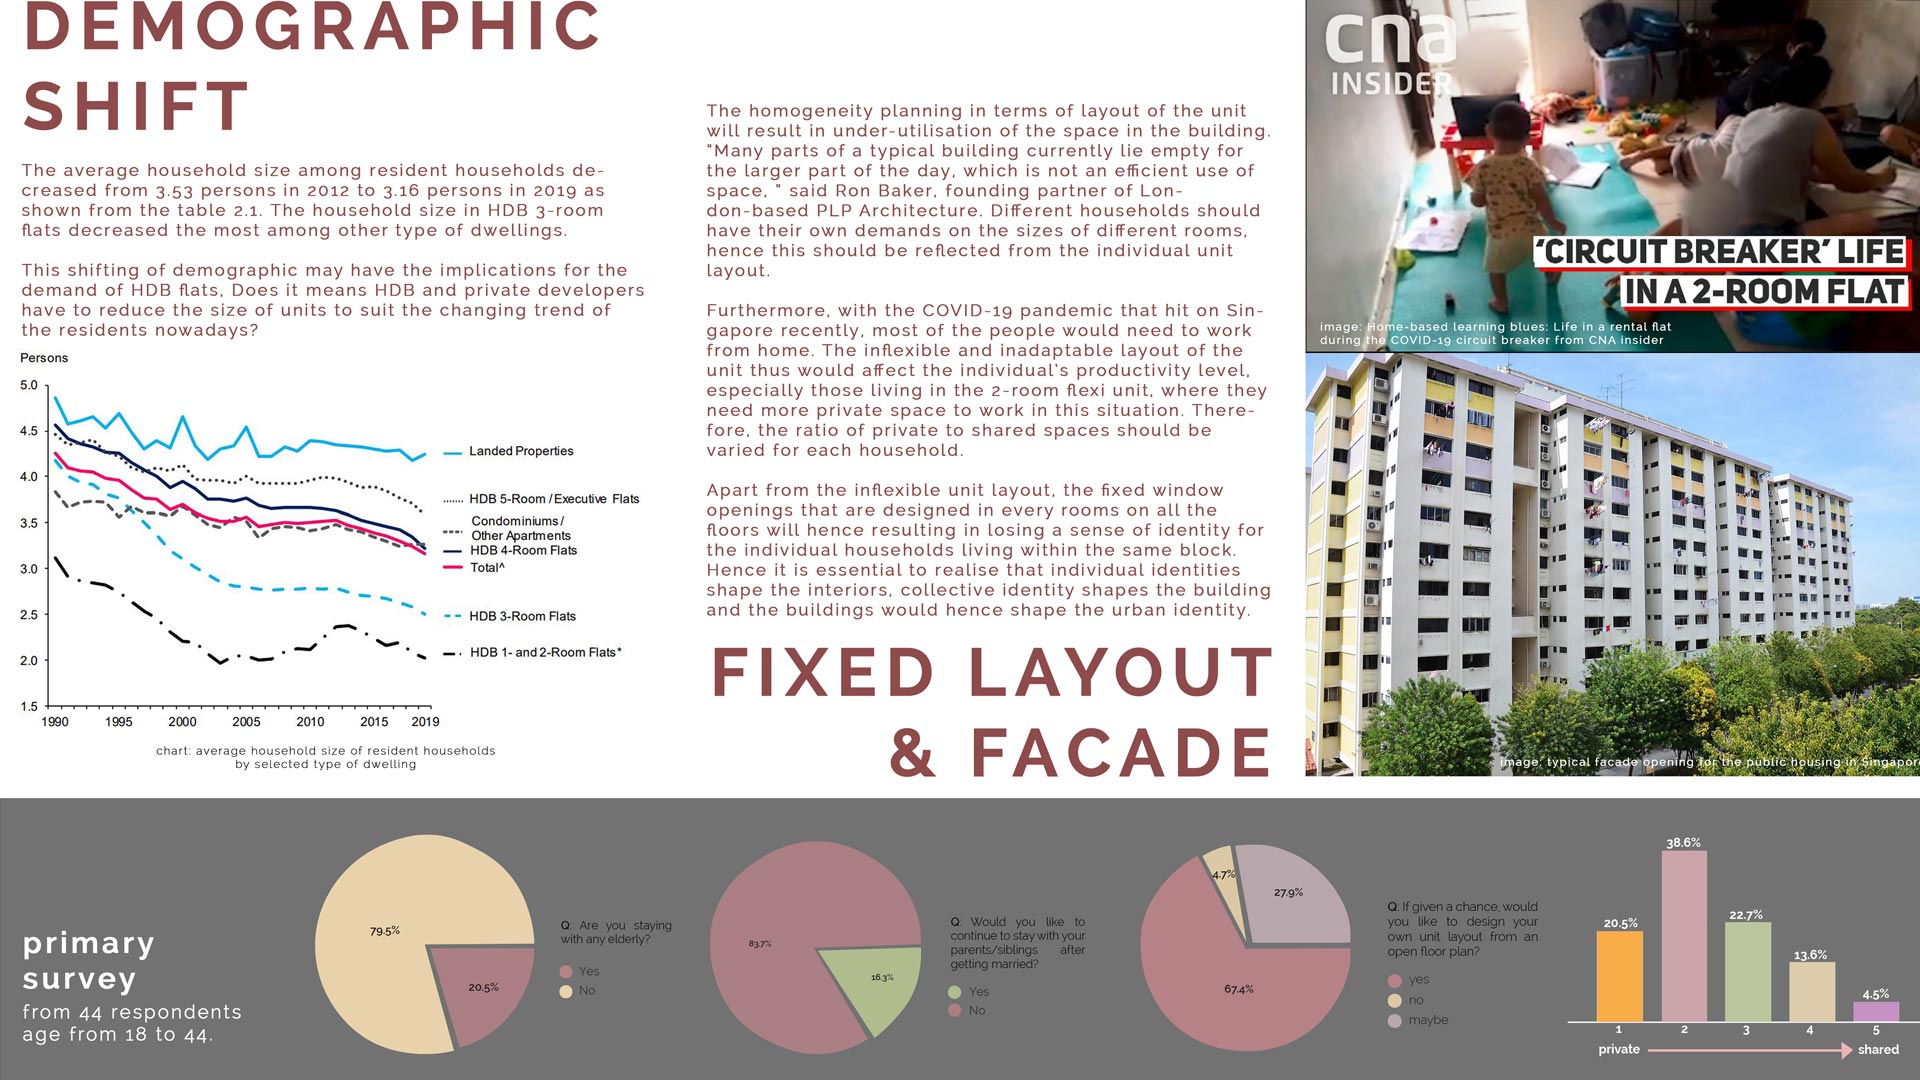 DEMOGRAPHIC
SHIFT
The average household size among resident households de-
creased from 3.53 persons in 2012 to 3.16 persons in 2019 as
shown from the table 2.1. The household size in HDB 3-room
flats decreased the most among other type of dwellings.
This shifting of demographic may have the implications for the
demand of HDB flats, Does it means HDB and private developers
have to reduce the size of units to suit the changing trend of
the residents nowadays?
Persons
5.0
4.5
4.0
3.5
3.0
2.5
2.0
1.5
1990 1995 2000 2005 2010 2015 2019
Landed Properties
HDB 5-Room / Executive Flats
Condominiums /
Other Apartments
HDB 4-Room Flats
Total^
HDB 3-Room Flats
HDB 1- and 2-Room Flats*
chart: average household size of resident households
by selected type of dwelling
The homogeneity planning in terms of layout of the unit
will result in under-utilisation of the space in the building.
“Many parts of a typical building currently lie empty for
the larger part of the day, which is not an efficient use of
space, “ said Ron Baker, founding partner of Lon-
don-based PLP Architecture. Different households should
have their own demands on the sizes of different rooms,
hence this should be reflected from the individual unit
layout.
Furthermore, with the COVID-19 pandemic that hit on Sin-
gapore recently, most of the people would need to work
from home. The inflexible and inadaptable layout of the
unit thus would affect the individual's productivity level,
especially those living in the 2-room flexi unit, where they
need more private space to work in this situation. There-
fore, the ratio of private to shared spaces should be
varied for each household.
Apart from the inflexible unit layout, the fixed window
openings that are designed in every rooms on all the
floors will hence resulting in losing a sense of identity for
the individual households living within the same block.
Hence it is essential to realise that individual identities
shape the interiors, collective identity shapes the building
and the buildings would hence shape the urban identity.
FIXED LAYOUT
& FACADE
cna
INSIDER
‘CIRCUIT BREAKER’ LIFE
IN A 2-ROOM FLAT
image: Home-based learning blues: Life in a rental flat
during the COVID-19 circuit breaker from CNA insider
image: typical facade opening for the public housing in Singapor
primary
survey
from 44 respondents
age from 18 to 44.
79.5%
20.5%
Q: Are you staying
with any elderly?
Yes
No
83.7%
16.3%
Q: Would you like to
continue to stay with your
parents/siblings after
getting married?
Yes
No
4.7%
27.9%
67.4%
Q: If given a chance, would
you like to design your
own unit layout from an
open floor plan?
yes
no
maybe
20.5%
38.6%
22.7%
13.6%
4.5%
1 2 3 4 5
private shared